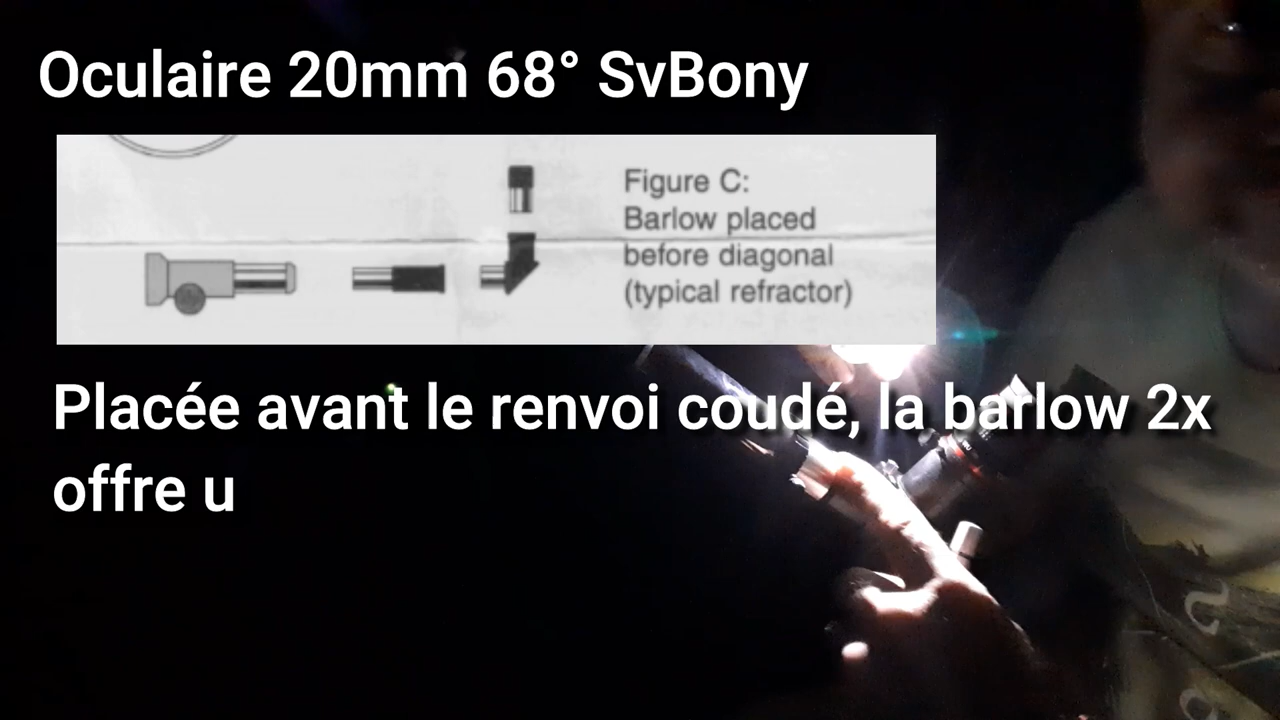 Oculaire 20mm 68° SvBony
Figure C:
Barlow placed
before diagonal
(typical refractor)
Placée avant le renvoi coudé, la barlow 2x
offre u